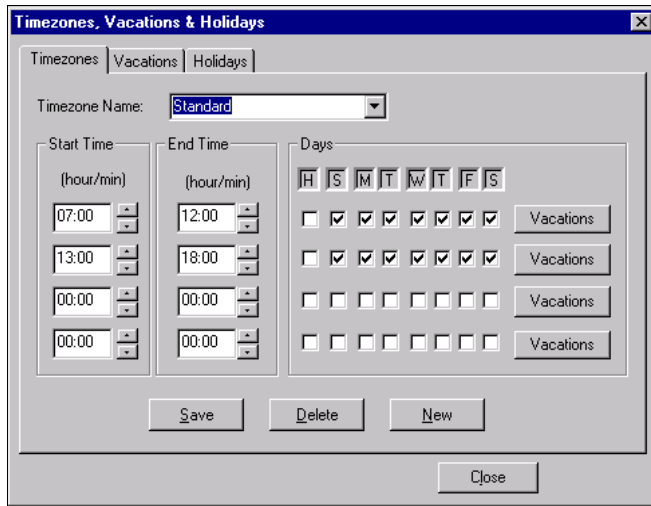 Timezones, Vacations & Holidays
Timezones Vacations Holidays
Timezone Name: Standard
Start Time End Time Days
(hour/min) (hour/min) H S M T W T F S
07:00 12:00 Vacations
13:00 18:00 Vacations
00:00 00:00 Vacations
00:00 00:00 Vacations
Save Delete New
Close